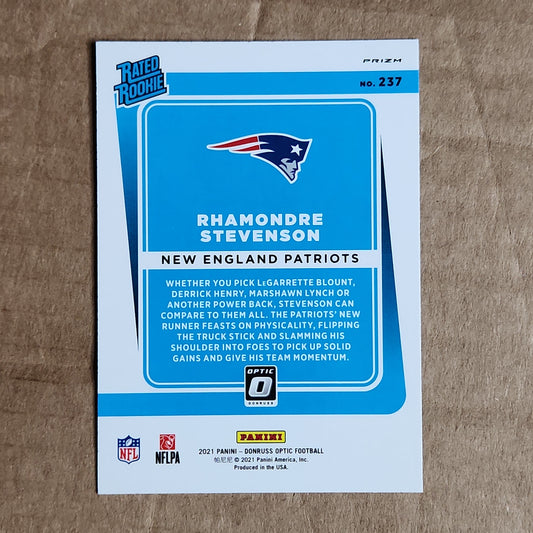 RATED
ROOKIE
PRIZM
NO. 237
RHAMONDRE
STEVENSON
NEW ENGLAND PATRIOTS
WHETHER YOU PICK LeGARRETTE BLOUNT,
DERRICK HENRY, MARSHAWN LYNCH OR
ANOTHER POWER BACK, STEVENSON CAN
COMPARE TO THEM ALL. THE PATRIOTS' NEW
RUNNER FEASTS ON PHYSICALITY, FLIPPING
THE TRUCK STICK AND SLAMMING HIS
SHOULDER INTO FOES TO PICK UP SOLID
GAINS AND GIVE HIS TEAM MOMENTUM.
OPTIC
O
DONRUSS
NFL
NFLPA
PANINI
2021 PANINI – DONRUSS OPTIC FOOTBALL
帕尼尼 © 2021 Panini America, Inc.
Produced in the USA.